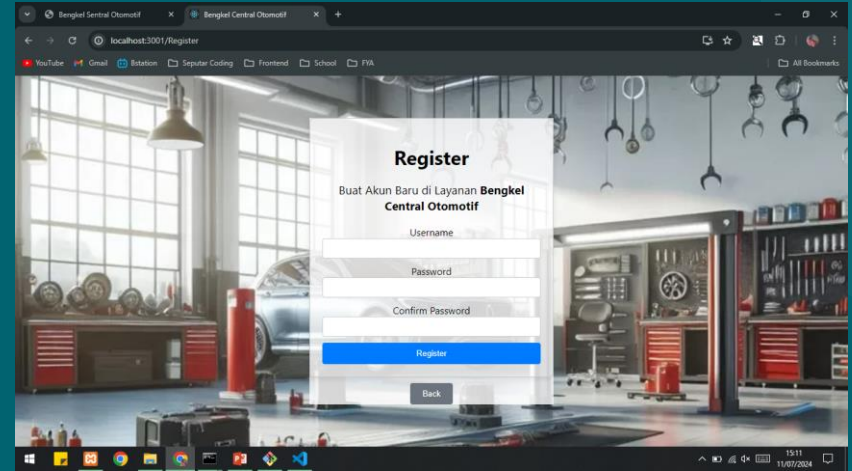 Bengkel Sentral Otomotif
Bengkel Central Otomotif
localhost:3001/Register
YouTube
Gmail
Bstation
Seputar Coding
Frontend
School
FYA
All Bookmarks
Register
Buat Akun Baru di Layanan Bengkel
Central Otomotif
Username
Password
Confirm Password
Register
Back
15:11
11/07/2024